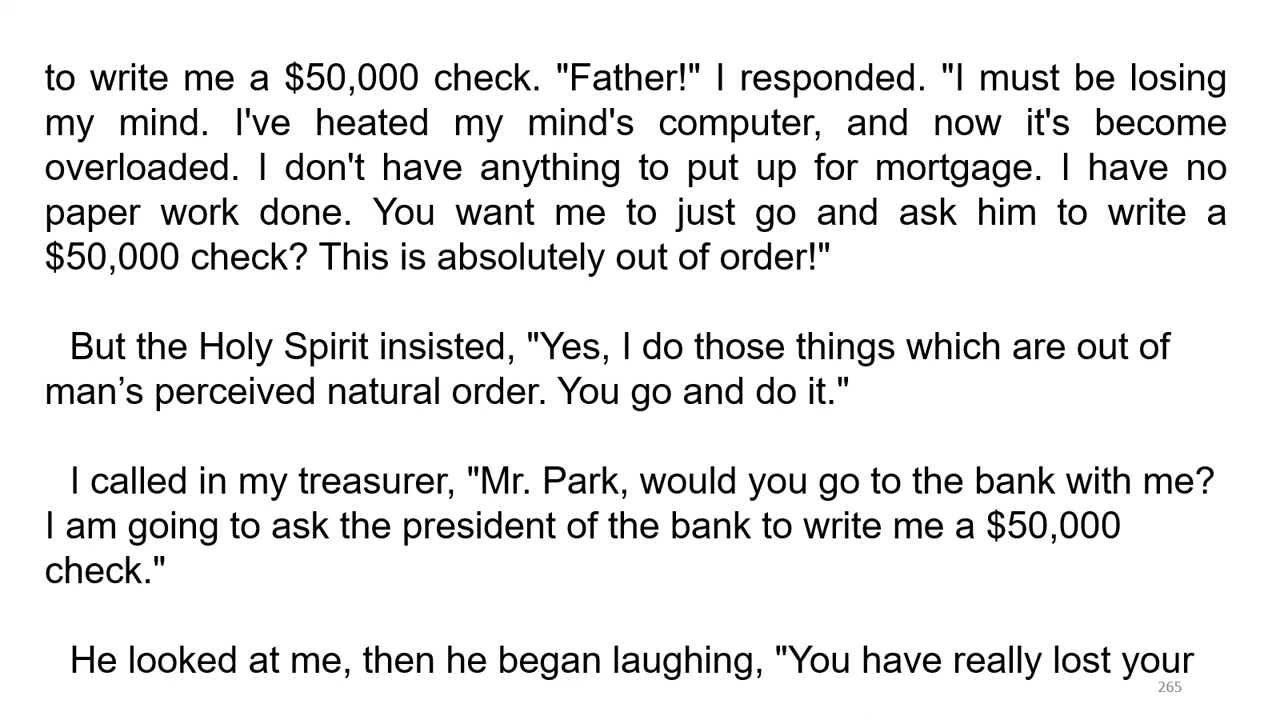 to write me a $50,000 check. "Father!" I responded. "I must be losing
my mind. I've heated my mind's computer, and now it's become
overloaded. I don't have anything to put up for mortgage. I have no
paper work done. You want me to just go and ask him to write a
$50,000 check? This is absolutely out of order!"
But the Holy Spirit insisted, "Yes, I do those things which are out of
man’s perceived natural order. You go and do it."
I called in my treasurer, "Mr. Park, would you go to the bank with me?
I am going to ask the president of the bank to write me a $50,000
check."
He looked at me, then he began laughing, "You have really lost your
265